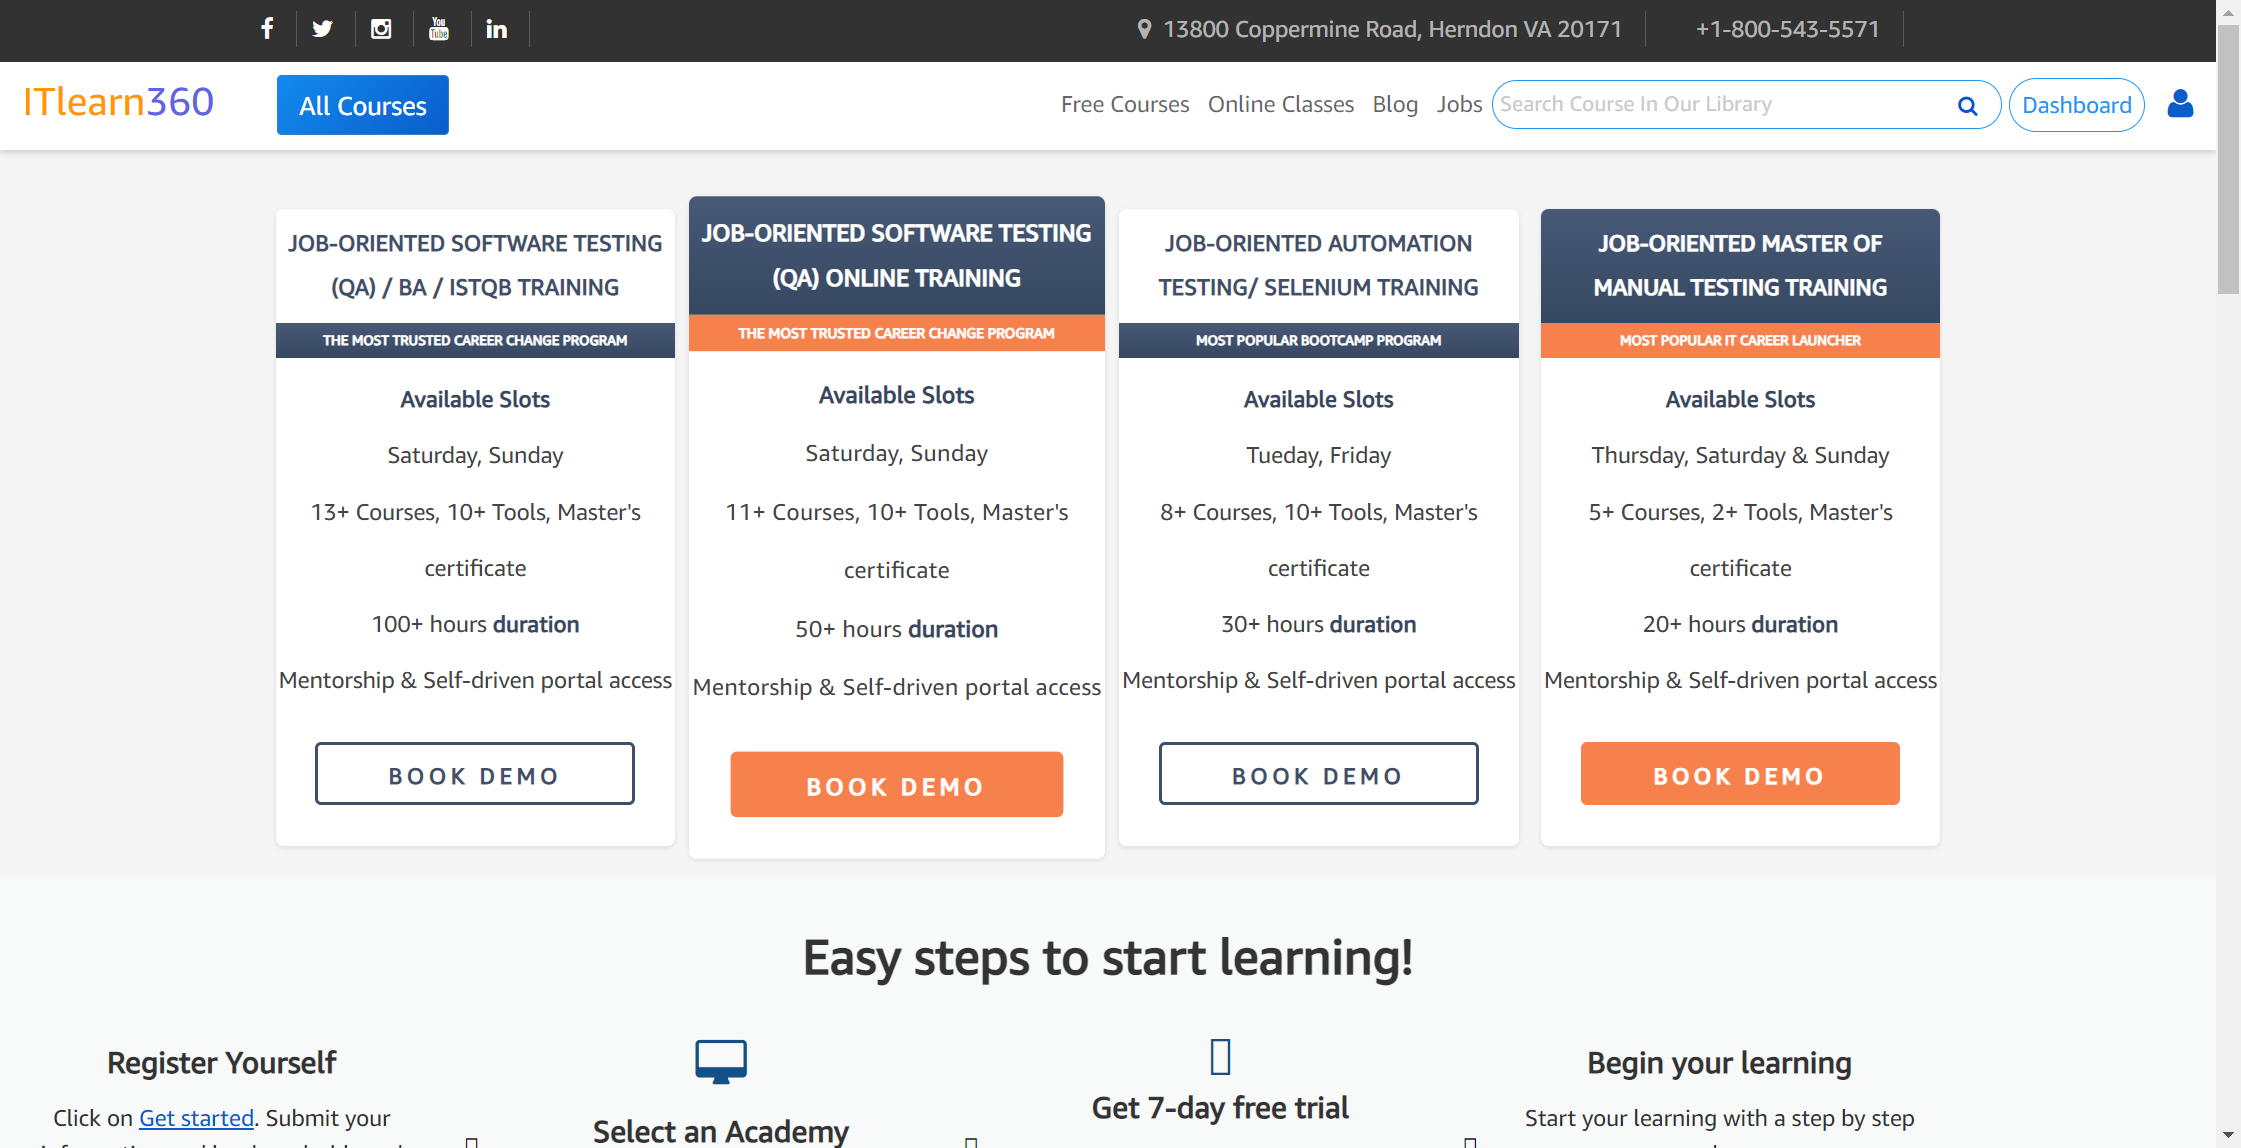 13800 Coppermine Road, Herndon VA 20171
+1-800-543-5571
ITlearn360
All Courses
Free Courses
Online Classes
Blog
Jobs
Search Course In Our Library
Dashboard
JOB-ORIENTED SOFTWARE TESTING
(QA) / BA / ISTQB TRAINING
THE MOST TRUSTED CAREER CHANGE PROGRAM
Available Slots
Saturday, Sunday
13+ Courses, 10+ Tools, Master's
certificate
100+ hours duration
Mentorship & Self-driven portal access
BOOK DEMO
JOB-ORIENTED SOFTWARE TESTING
(QA) ONLINE TRAINING
THE MOST TRUSTED CAREER CHANGE PROGRAM
Available Slots
Saturday, Sunday
11+ Courses, 10+ Tools, Master's
certificate
50+ hours duration
Mentorship & Self-driven portal access
BOOK DEMO
JOB-ORIENTED AUTOMATION
TESTING/ SELENIUM TRAINING
MOST POPULAR BOOTCAMP PROGRAM
Available Slots
Tueday, Friday
8+ Courses, 10+ Tools, Master's
certificate
30+ hours duration
Mentorship & Self-driven portal access
BOOK DEMO
JOB-ORIENTED MASTER OF
MANUAL TESTING TRAINING
MOST POPULAR IT CAREER LAUNCHER
Available Slots
Thursday, Saturday & Sunday
5+ Courses, 2+ Tools, Master's
certificate
20+ hours duration
Mentorship & Self-driven portal access
BOOK DEMO
Easy steps to start learning!
Register Yourself
Click on Get started. Submit your
Select an Academy
Get 7-day free trial
Begin your learning
Start your learning with a step by step